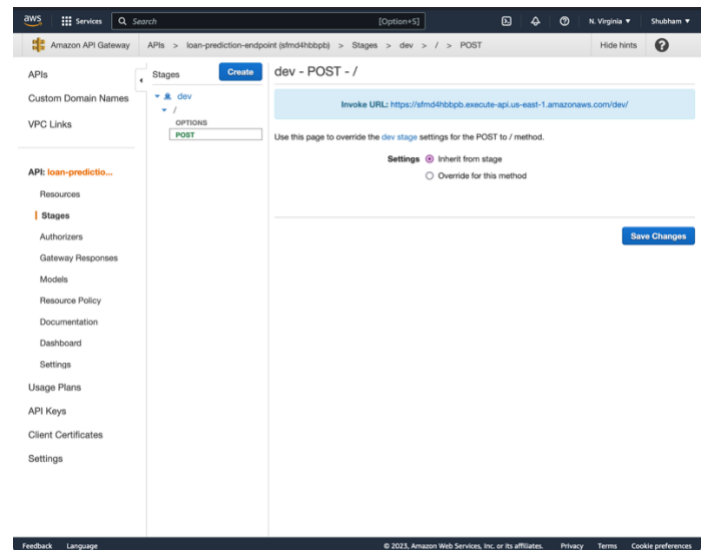 aws Services Search [Option+S] N. Virginia ▼ Shubham ▼
Amazon API Gateway APIs > loan-prediction-endpoint (sfmd4hbbpb) > Stages > dev > / > POST Hide hints ?
APIs
Custom Domain Names
VPC Links
API: loan-predictio...
Resources
Stages
Authorizers
Gateway Responses
Models
Resource Policy
Documentation
Dashboard
Settings
Usage Plans
API Keys
Client Certificates
Settings
Stages Create
dev
/
OPTIONS
POST
dev - POST - /
Invoke URL: https://sfmd4hbbpb.execute-api.us-east-1.amazonaws.com/dev/
Use this page to override the dev stage settings for the POST to / method.
Settings Inherit from stage
Override for this method
Save Changes
Feedback Language © 2023, Amazon Web Services, Inc. or its affiliates. Privacy Terms Cookie preferences